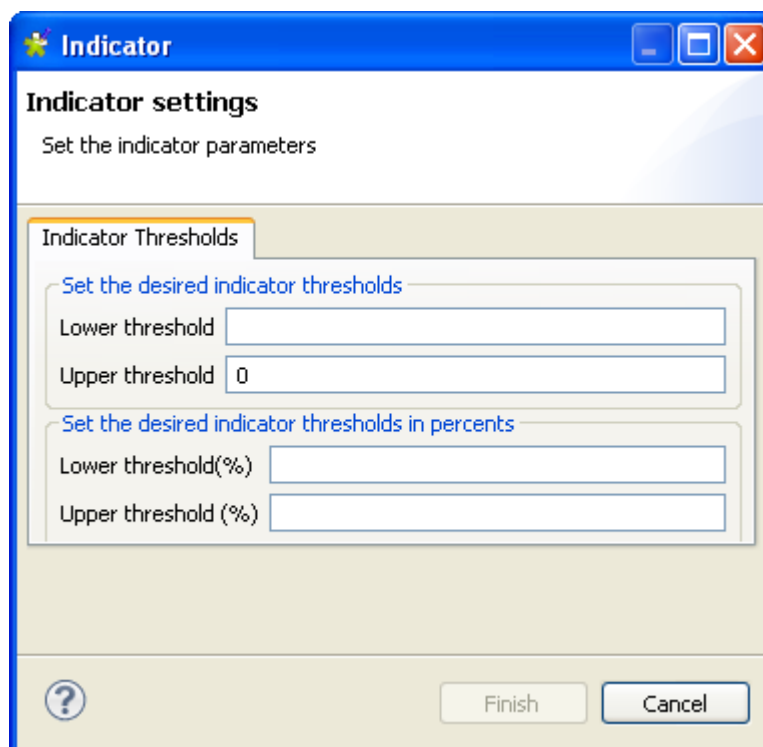 Indicator
Indicator settings
Set the indicator parameters
Indicator Thresholds
Set the desired indicator thresholds
Lower threshold
Upper threshold 0
Set the desired indicator thresholds in percents
Lower threshold(%)
Upper threshold (%)
? Finish Cancel